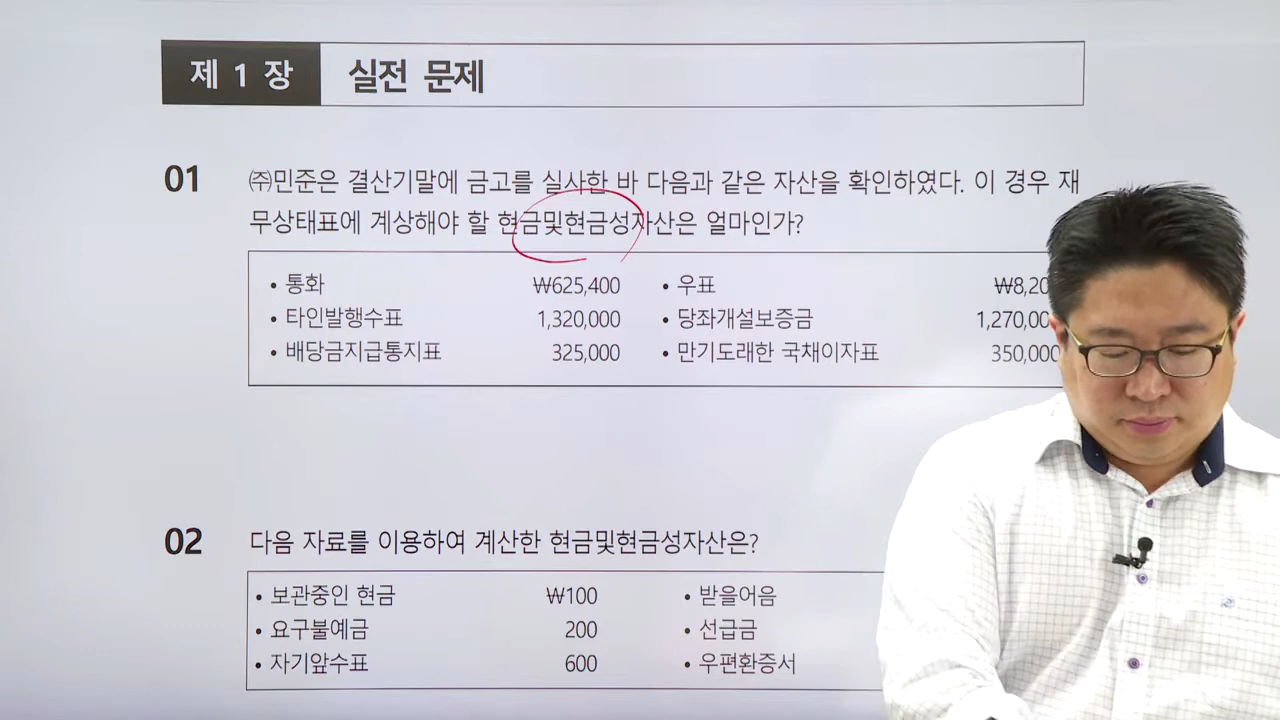 제 1 장 실전 문제
01 ㈜민준은 결산기말에 금고를 실사한 바 다음과 같은 자산을 확인하였다. 이 경우 재
무상태표에 계상해야 할 현금및현금성자산은 얼마인가?
• 통화 ₩625,400 • 우표
• 타인발행수표 1,320,000 • 당좌개설보증금
• 배당금지급통지표 325,000 • 만기도래한 국채이자표 350,000
02 다음 자료를 이용하여 계산한 현금및현금성자산은?
• 보관중인 현금 ₩100 • 받을어음
• 요구불예금 200 • 선급금
• 자기앞수표 600 • 우편환증서